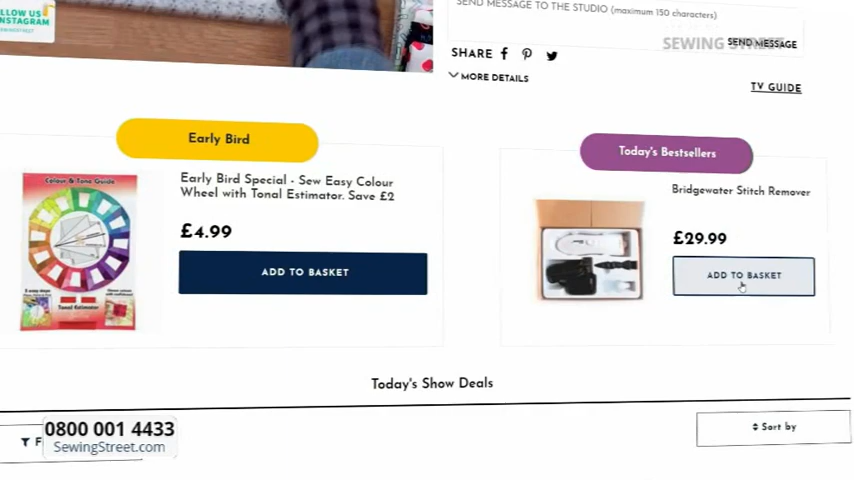 LLOW US
NSTAGRAM
SEND MESSAGE TO THE STUDIO (maximum 150 characters)
SEND MESSAGE
SEWING STREET
SHARE
MORE DETAILS
TV GUIDE
Early Bird
Today's Bestsellers
Colour & Tone Guide
Tonal Estimator
Early Bird Special - Sew Easy Colour
Wheel with Tonal Estimator. Save £2
£4.99
ADD TO BASKET
Bridgewater Stitch Remover
£29.99
ADD TO BASKET
Today's Show Deals
F
0800 001 4433
SewingStreet.com
Sort by